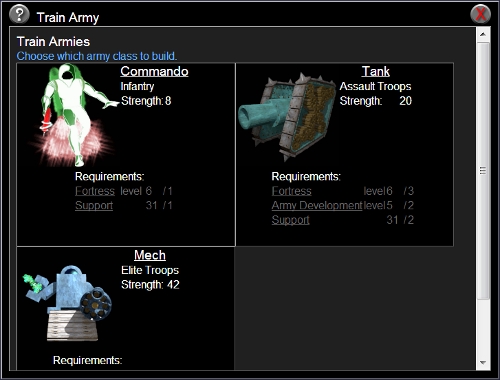 ? Train Army X
Train Armies
Choose which army class to build.
Commando
Infantry
Strength: 8
Requirements:
Fortress level 6 / 1
Support 31 / 1
Tank
Assault Troops
Strength: 20
Requirements:
Fortress level 6 / 3
Army Development level 5 / 2
Support 31 / 2
Mech
Elite Troops
Strength: 42
Requirements: